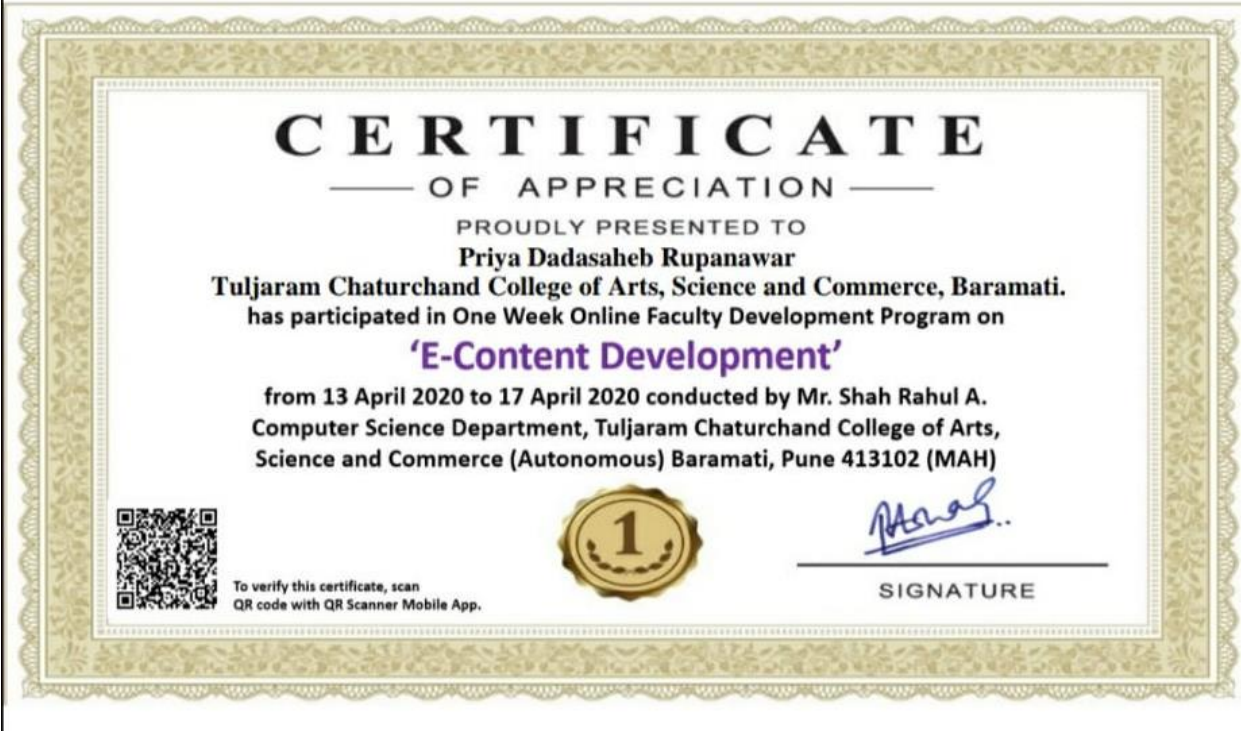 CERTIFICATE
OF APPRECIATION
PROUDLY PRESENTED TO
Priya Dadasaheb Rupanawar
Tuljaram Chaturchand College of Arts, Science and Commerce, Baramati.
has participated in One Week Online Faculty Development Program on
‘E-Content Development’
from 13 April 2020 to 17 April 2020 conducted by Mr. Shah Rahul A.
Computer Science Department, Tuljaram Chaturchand College of Arts,
Science and Commerce (Autonomous) Baramati, Pune 413102 (MAH)
1
To verify this certificate, scan
QR code with QR Scanner Mobile App.
SIGNATURE